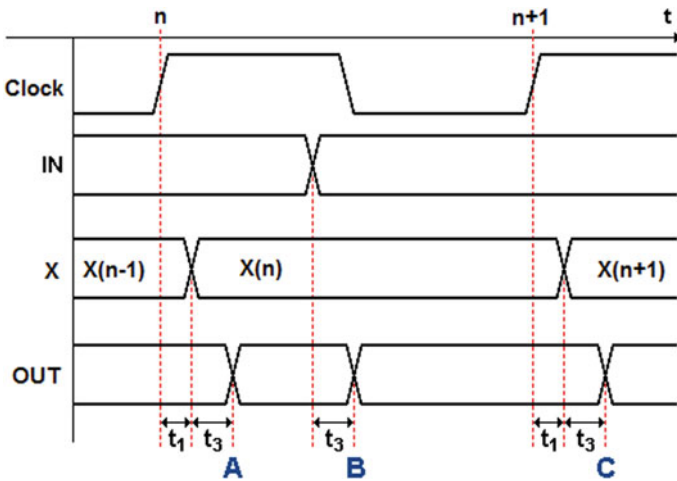 n n+1 t
Clock
IN
X X(n-1) X(n) X(n+1)
OUT
t1 t3 t3 t1 t3
A B C